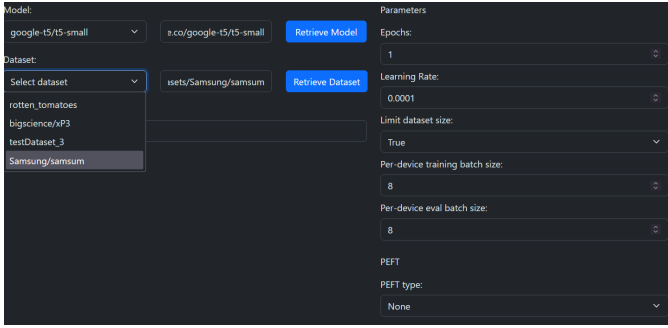 Model:
google-t5/t5-small
e.co/google-t5/t5-small
Retrieve Model
Dataset:
Select dataset
asets/Samsung/samsum
Retrieve Dataset
rotten_tomatoes
bigscience/xP3
testDataset_3
Samsung/samsum
Parameters
Epochs:
1
Learning Rate:
0.0001
Limit dataset size:
True
Per-device training batch size:
8
Per-device eval batch size:
8
PEFT
PEFT type:
None